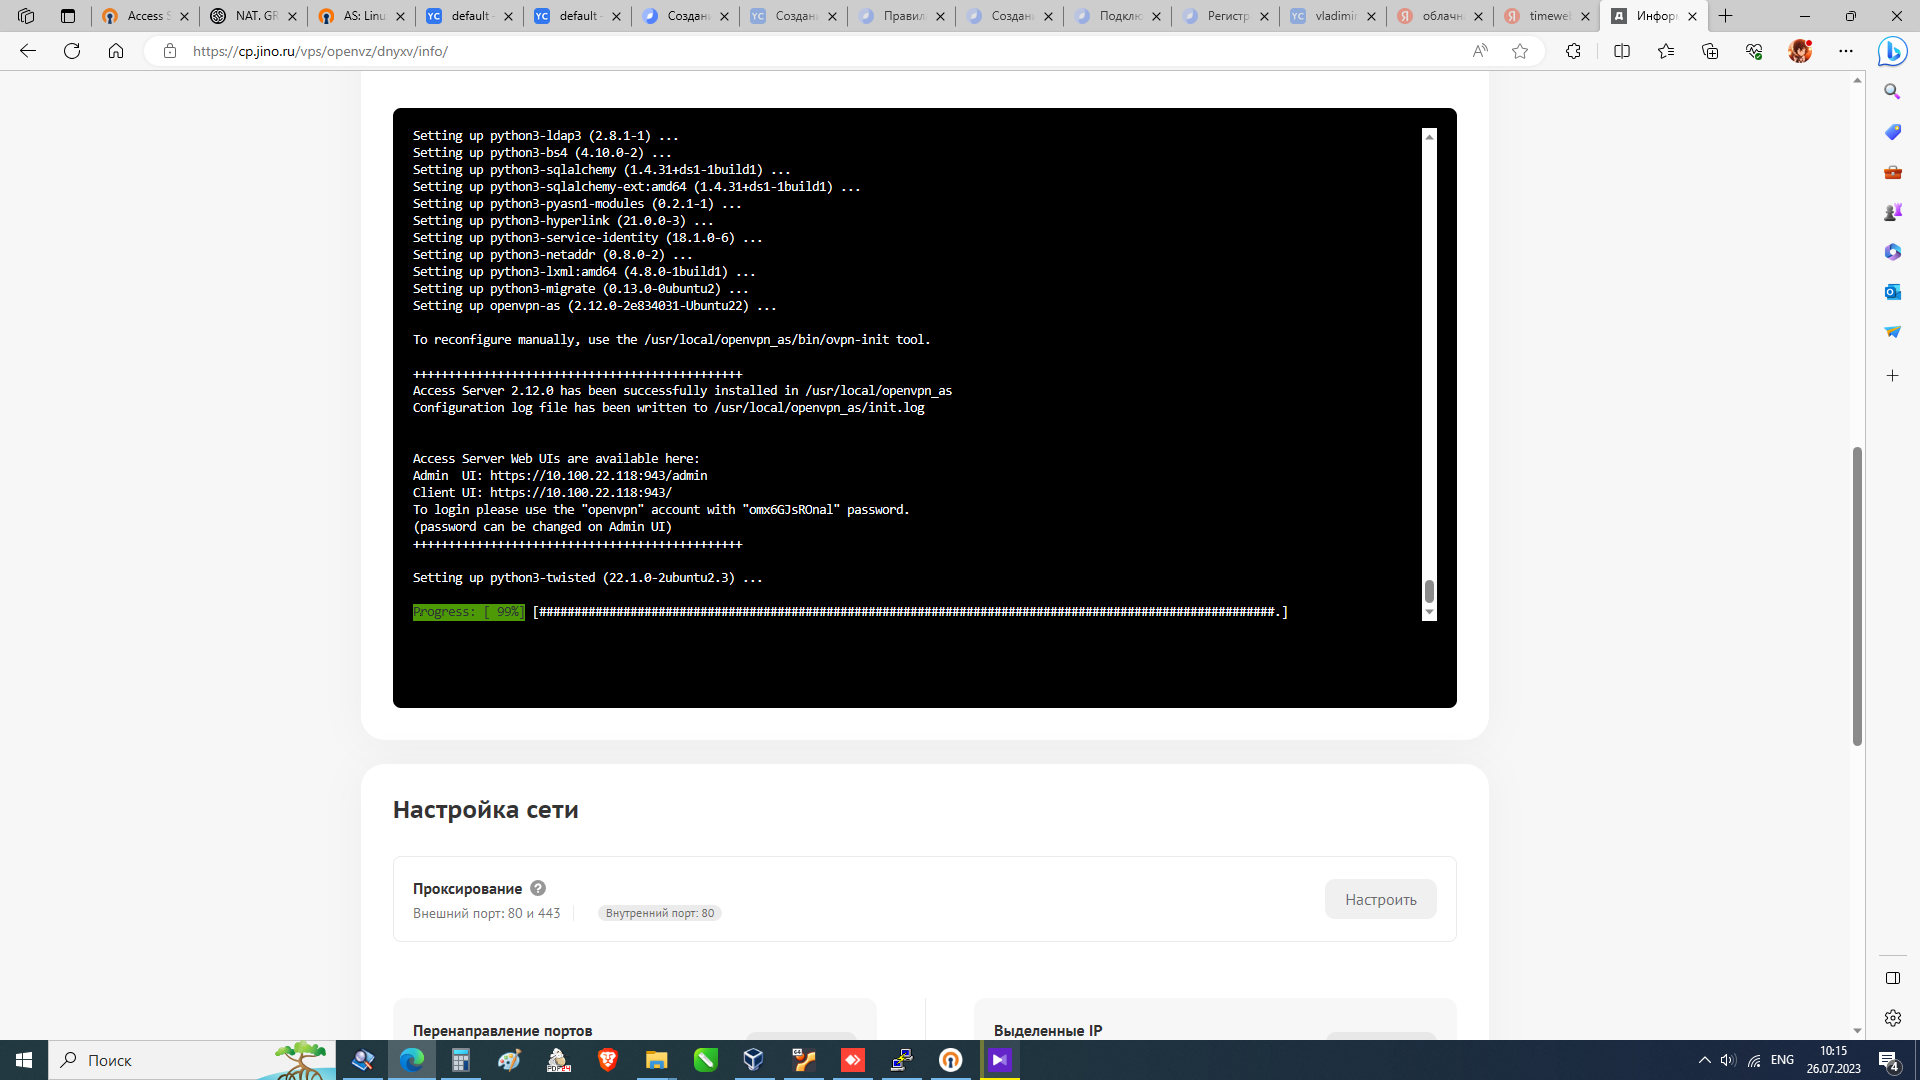 Access S
NAT. GR
AS: Linu
default -
default -
Создани
Создани
Правил
Создани
Подклю
Регистр
vladimir
облачн
timeweb
Инфор
https://cp.jino.ru/vps/openvz/dnyxv/info/
Setting up python3-ldap3 (2.8.1-1) ...
Setting up python3-bs4 (4.10.0-2) ...
Setting up python3-sqlalchemy (1.4.31+ds1-1build1) ...
Setting up python3-sqlalchemy-ext:amd64 (1.4.31+ds1-1build1) ...
Setting up python3-pyasn1-modules (0.2.1-1) ...
Setting up python3-hyperlink (21.0.0-3) ...
Setting up python3-service-identity (18.1.0-6) ...
Setting up python3-netaddr (0.8.0-2) ...
Setting up python3-lxml:amd64 (4.8.0-1build1) ...
Setting up python3-migrate (0.13.0-0ubuntu2) ...
Setting up openvpn-as (2.12.0-2e834031-Ubuntu22) ...
To reconfigure manually, use the /usr/local/openvpn_as/bin/ovpn-init tool.
+++++++++++++++++++++++++++++++++++++++++++++++
Access Server 2.12.0 has been successfully installed in /usr/local/openvpn_as
Configuration log file has been written to /usr/local/openvpn_as/init.log
Access Server Web UIs are available here:
Admin  UI: https://10.100.22.118:943/admin
Client UI: https://10.100.22.118:943/
To login please use the "openvpn" account with "omx6GJsROnal" password.
(password can be changed on Admin UI)
+++++++++++++++++++++++++++++++++++++++++++++++
Setting up python3-twisted (22.1.0-2ubuntu2.3) ...
Progress: [ 99%] [#########################################################################################################.]
Настройка сети
Проксирование ?
Внешний порт: 80 и 443
Внутренний порт: 80
Настроить
Перенаправление портов
Выделенные IP
Поиск
ENG
10:15
26.07.2023
4